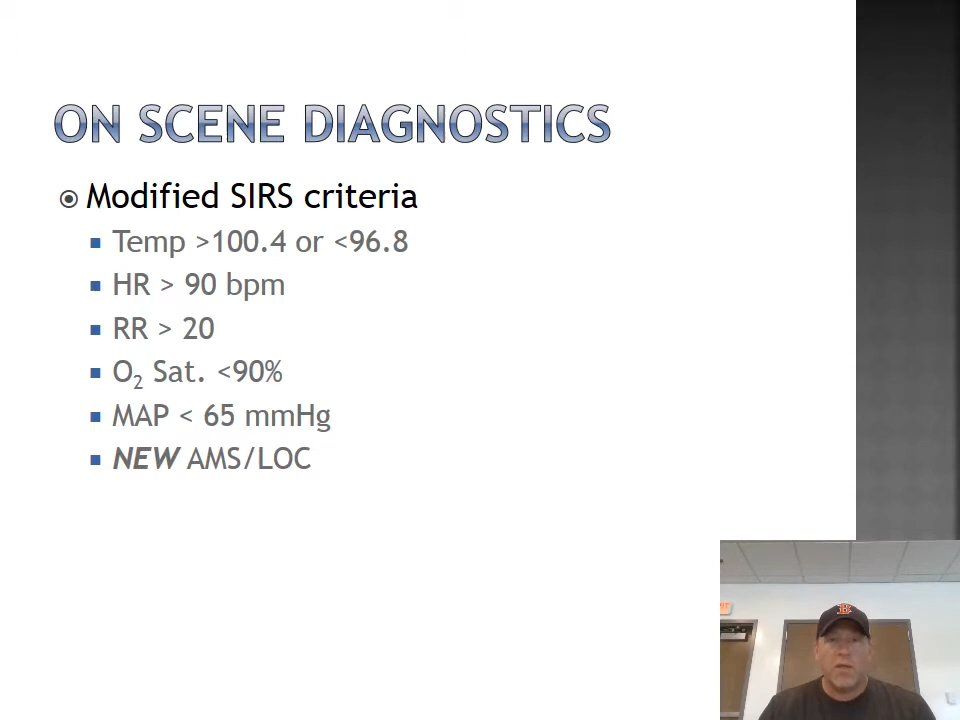 ON SCENE DIAGNOSTICS
Modified SIRS criteria
Temp >100.4 or <96.8
HR > 90 bpm
RR > 20
O₂ Sat. <90%
MAP < 65 mmHg
NEW AMS/LOC
B